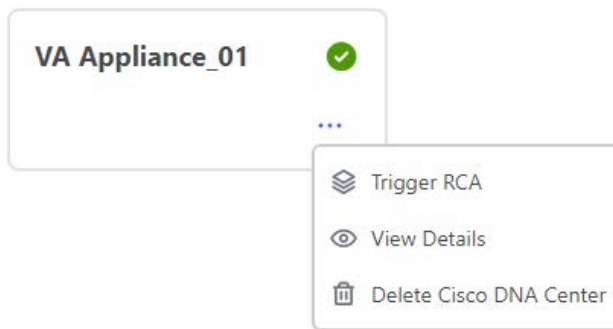 VA Appliance_01
...
Trigger RCA
View Details
Delete Cisco DNA Center